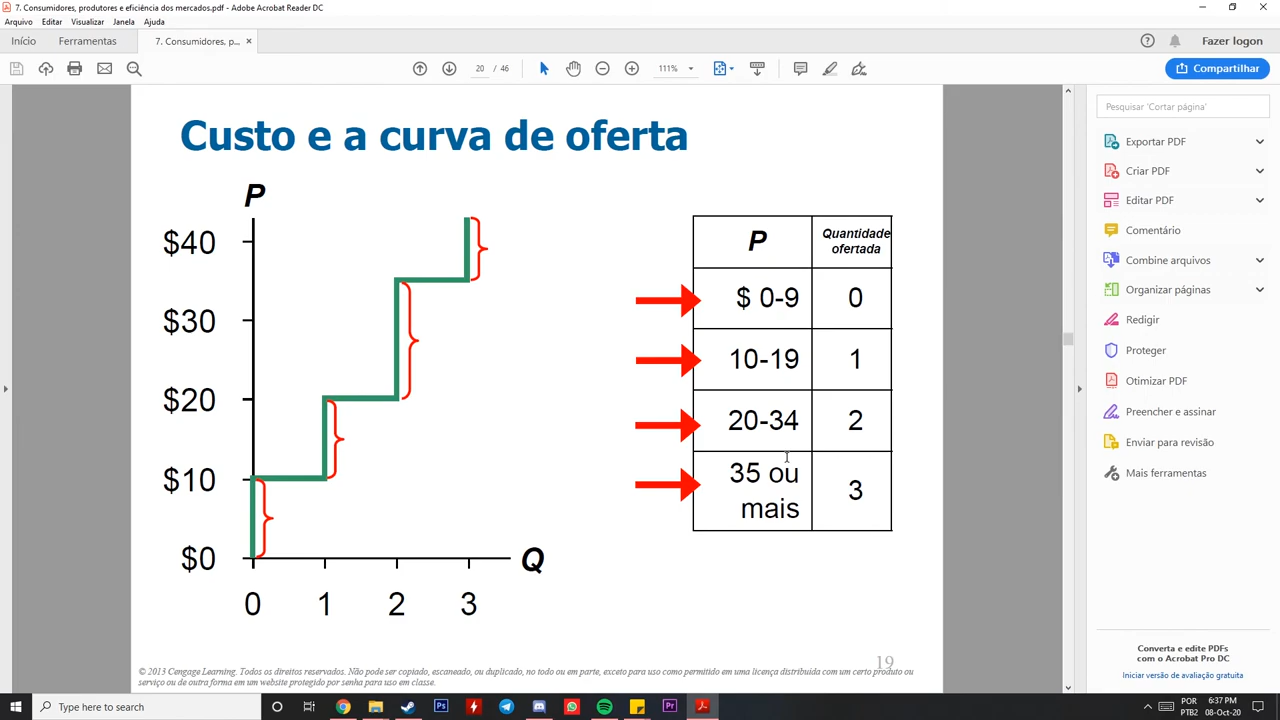 7. Consumidores, produtores e eficiência dos mercados.pdf - Adobe Acrobat Reader DC
Arquivo Editar Visualizar Janela Ajuda
Início Ferramentas 7. Consumidores, p... × Fazer logon
20 / 46 111% Compartilhar
Custo e a curva de oferta
P
$40
$30
$20
$10
$0
Q
0 1 2 3
P Quantidade
ofertada
$ 0-9 0
10-19 1
20-34 2
35 ou
mais 3
19
© 2013 Cengage Learning. Todos os direitos reservados. Não pode ser copiado, escaneado, ou duplicado, no todo ou em parte, exceto para uso como permitido em uma licença distribuída com um certo produto ou
serviço ou de outra forma em um website protegido por senha para uso em classe.
Pesquisar 'Cortar página'
Exportar PDF
Criar PDF
Editar PDF
Comentário
Combine arquivos
Organizar páginas
Redigir
Proteger
Otimizar PDF
Preencher e assinar
Enviar para revisão
Mais ferramentas
Converta e edite PDFs
com o Acrobat Pro DC
Iniciar versão de avaliação gratuita
Type here to search
Ps
Pr
POR
PTB2
6:37 PM
08-Oct-20